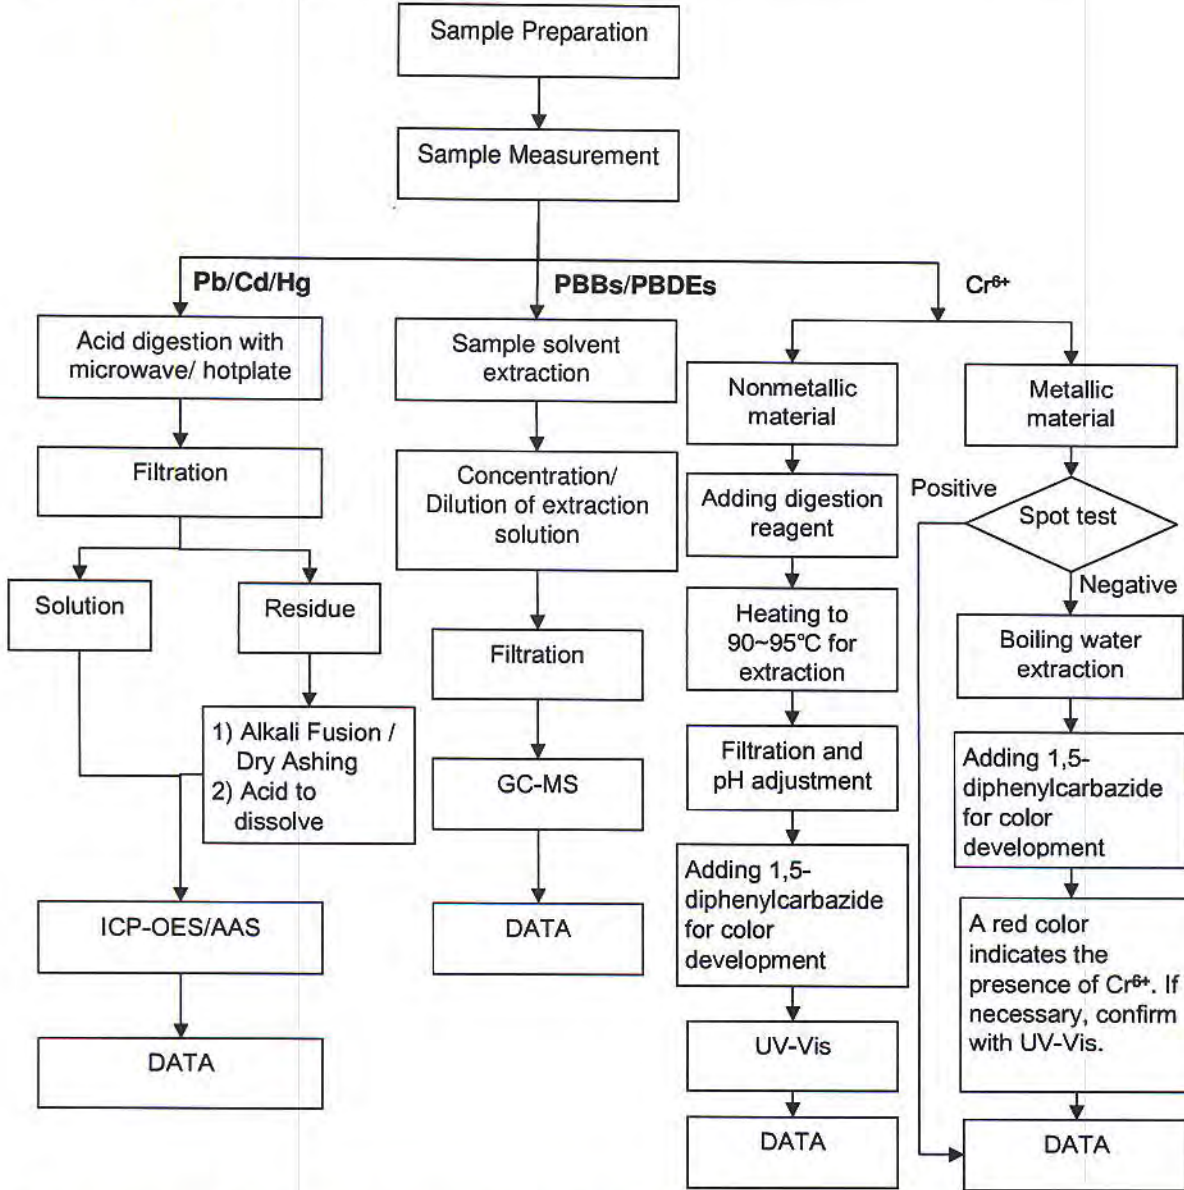 Sample Preparation
Sample Measurement
Pb/Cd/Hg
PBBs/PBDEs
Cr⁶⁺
Acid digestion with
microwave/ hotplate
Filtration
Solution
Residue
1) Alkali Fusion /
Dry Ashing
2) Acid to
dissolve
ICP-OES/AAS
DATA
Sample solvent
extraction
Concentration/
Dilution of extraction
solution
Filtration
GC-MS
DATA
Nonmetallic
material
Adding digestion
reagent
Heating to
90~95°C for
extraction
Filtration and
pH adjustment
Adding 1,5-
diphenylcarbazide
for color
development
UV-Vis
DATA
Metallic
material
Positive
Spot test
Negative
Boiling water
extraction
Adding 1,5-
diphenylcarbazide
for color
development
A red color
indicates the
presence of Cr⁶⁺. If
necessary, confirm
with UV-Vis.
DATA